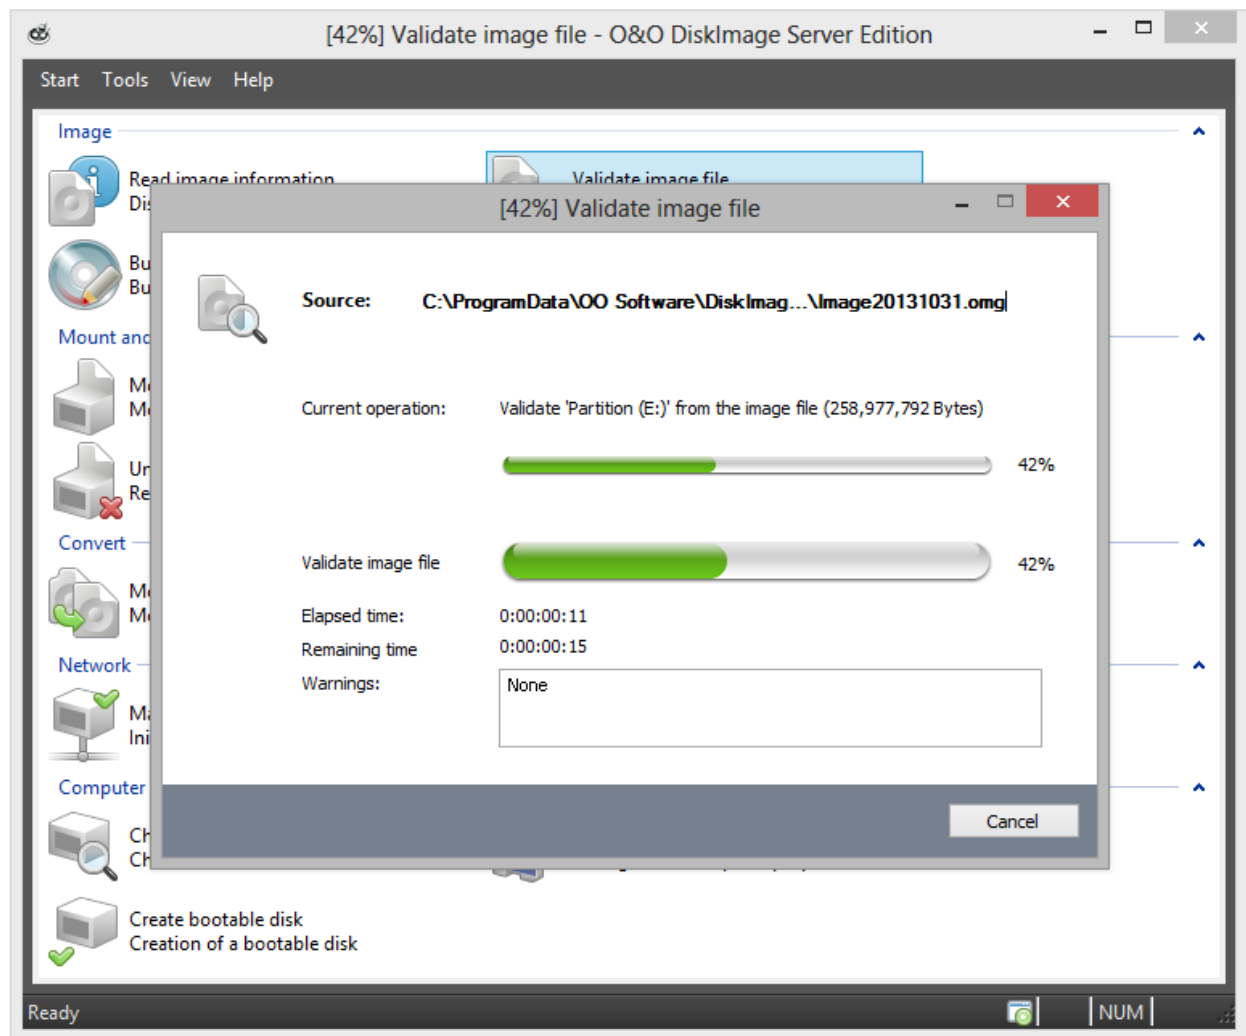 [42%] Validate image file - O&O DiskImage Server Edition
Start Tools View Help
Image
Read image information
Validate image file
[42%] Validate image file
Source: C:\ProgramData\OO Software\DiskImag...\Image20131031.omg
Mount and
Current operation: Validate 'Partition (E:)' from the image file (258,977,792 Bytes)
42%
Convert
Validate image file 42%
Elapsed time: 0:00:00:11
Remaining time 0:00:00:15
Network
Warnings: None
Computer
Cancel
Create bootable disk
Creation of a bootable disk
Ready NUM